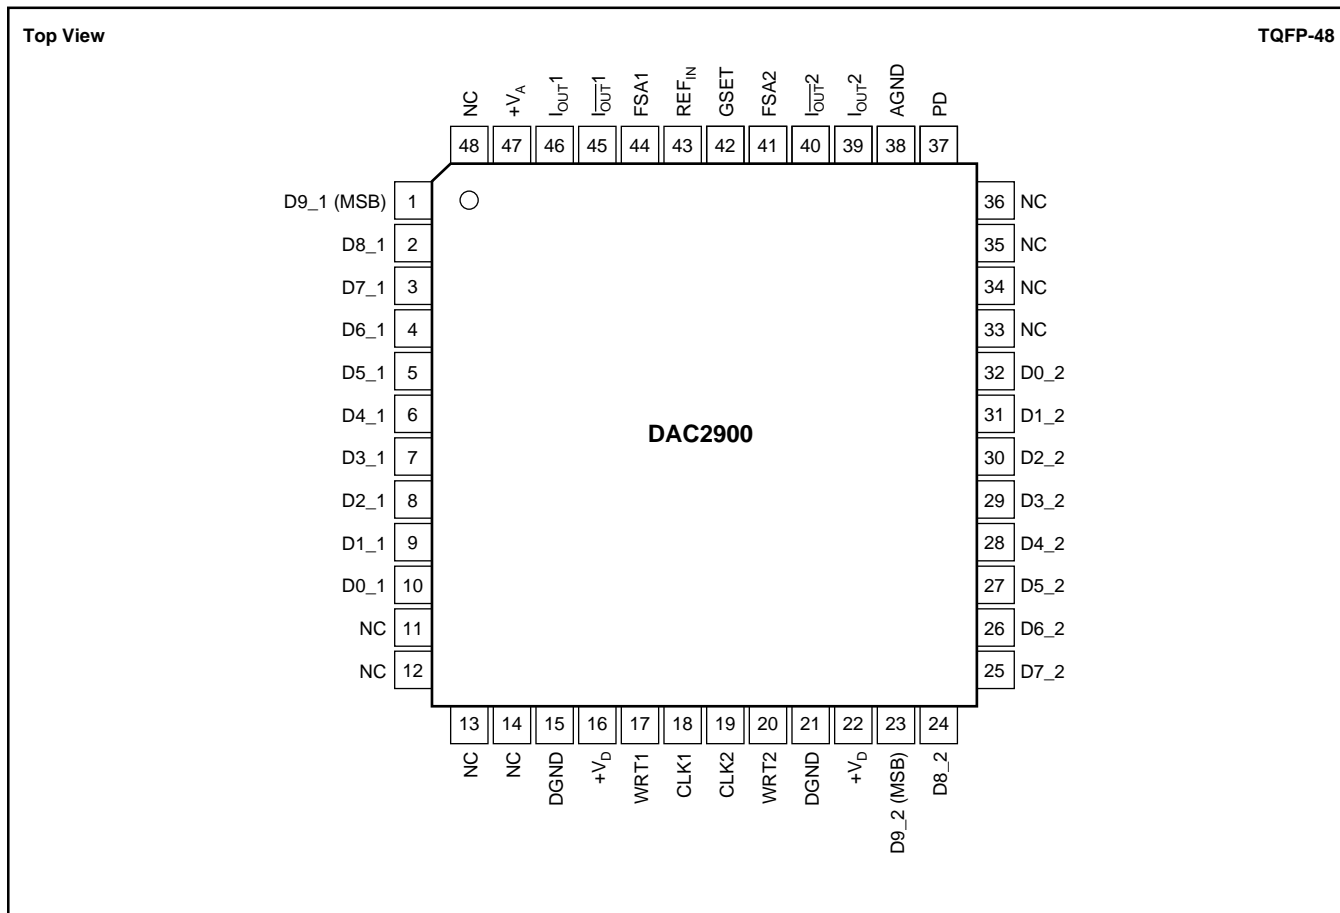 Top View
TQFP-48
NC
+VA
IOUT1
I̅O̅U̅T̅1
FSA1
REFIN
GSET
FSA2
I̅O̅U̅T̅2
IOUT2
AGND
PD
48 47 46 45 44 43 42 41 40 39 38 37
D9_1 (MSB) 1
D8_1 2
D7_1 3
D6_1 4
D5_1 5
D4_1 6
D3_1 7
D2_1 8
D1_1 9
D0_1 10
NC 11
NC 12
DAC2900
36 NC
35 NC
34 NC
33 NC
32 D0_2
31 D1_2
30 D2_2
29 D3_2
28 D4_2
27 D5_2
26 D6_2
25 D7_2
13 14 15 16 17 18 19 20 21 22 23 24
NC
NC
DGND
+VD
WRT1
CLK1
CLK2
WRT2
DGND
+VD
D9_2 (MSB)
D8_2